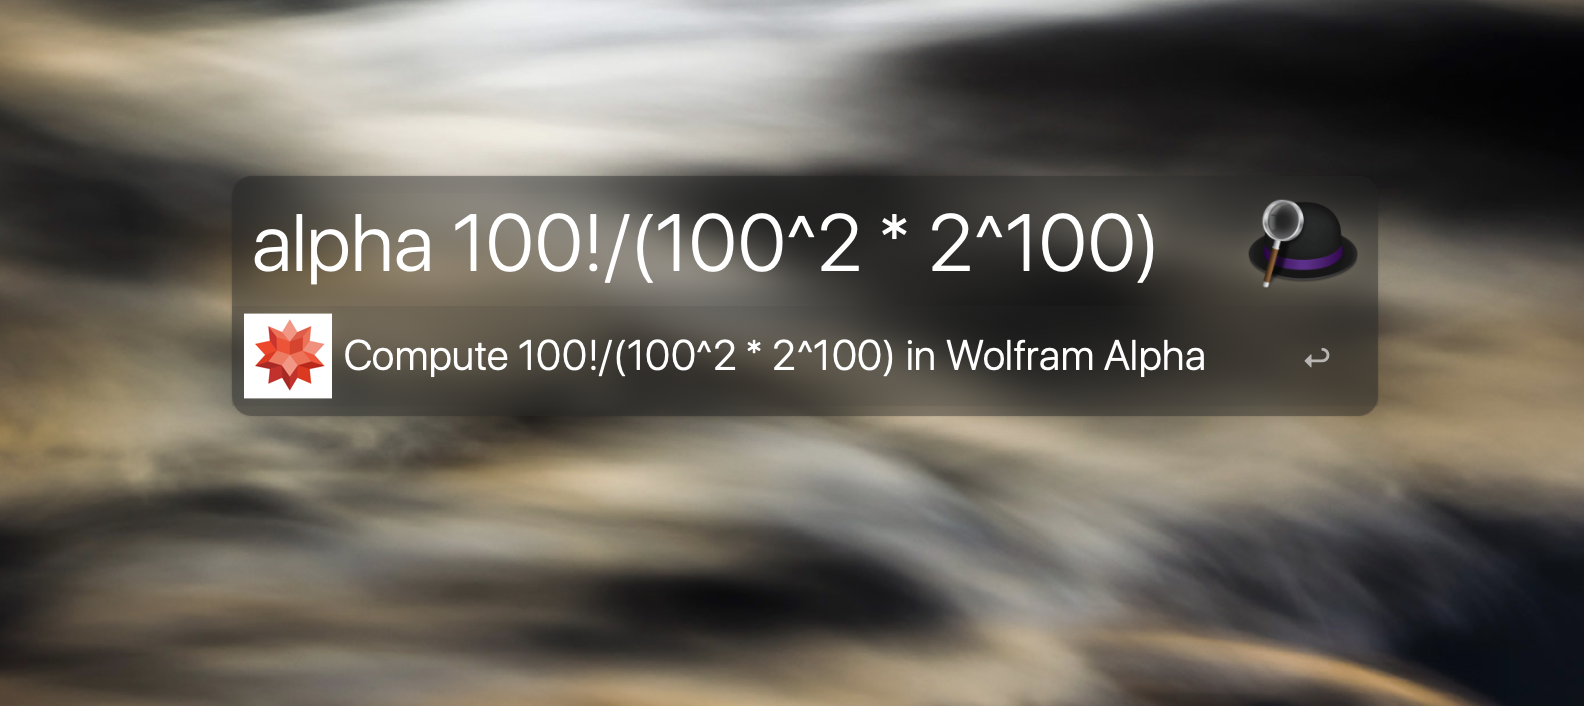 alpha 100!/(100^2 * 2^100)
Compute 100!/(100^2 * 2^100) in Wolfram Alpha